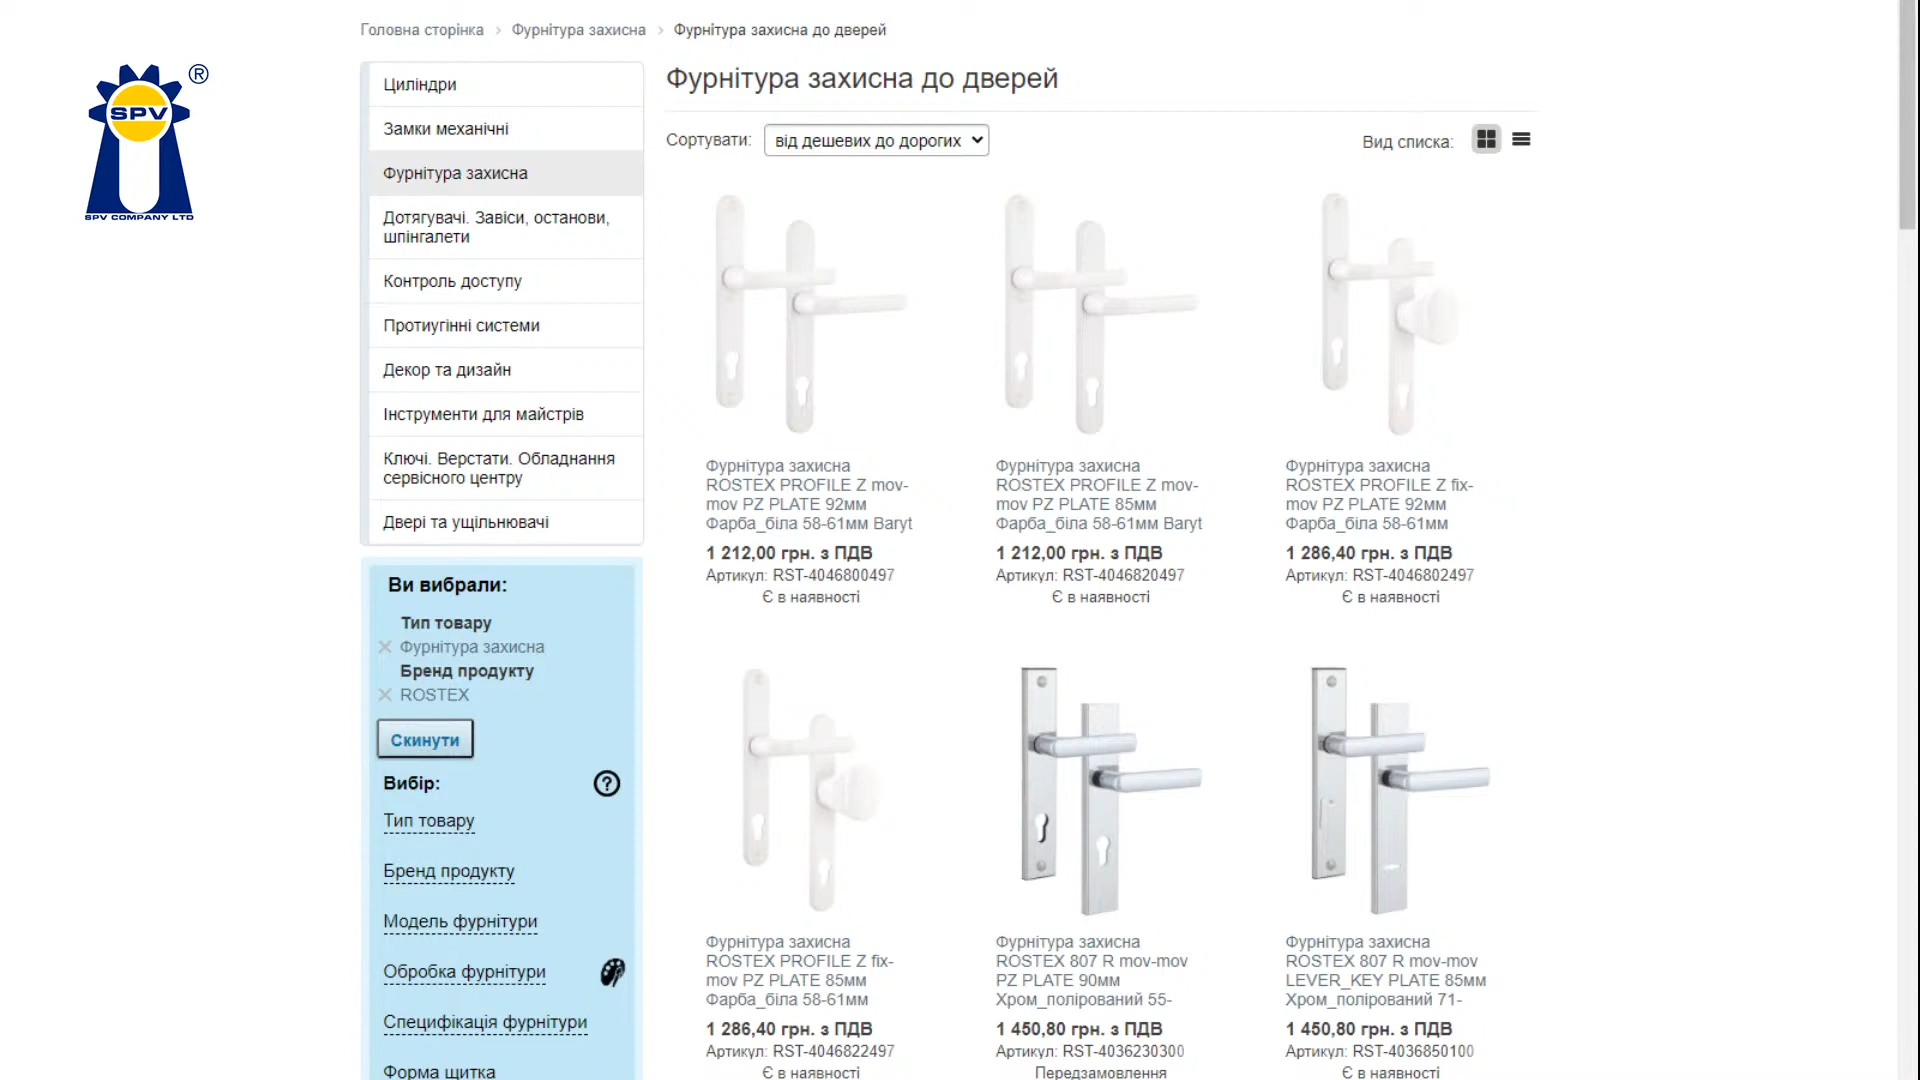 Головна сторінка › Фурнітура захисна › Фурнітура захисна до дверей
®
SPV
SPV COMPANY LTD
Циліндри
Замки механічні
Фурнітура захисна
Дотягувачі. Завіси, останови,
шпінгалети
Контроль доступу
Протиугінні системи
Декор та дизайн
Інструменти для майстрів
Ключі. Верстати. Обладнання
сервісного центру
Двері та ущільнювачі
Ви вибрали:
Тип товару
Фурнітура захисна
Бренд продукту
ROSTEX
Скинути
Вибір:
?
Тип товару
Бренд продукту
Модель фурнітури
Обробка фурнітури
Специфікація фурнітури
Форма щитка
Фурнітура захисна до дверей
Сортувати: від дешевих до дорогих
Вид списка:
Фурнітура захисна
ROSTEX PROFILE Z mov-
mov PZ PLATE 92мм
Фарба_біла 58-61мм Baryt
1 212,00 грн. з ПДВ
Артикул: RST-4046800497
Є в наявності
Фурнітура захисна
ROSTEX PROFILE Z mov-
mov PZ PLATE 85мм
Фарба_біла 58-61мм Baryt
1 212,00 грн. з ПДВ
Артикул: RST-4046820497
Є в наявності
Фурнітура захисна
ROSTEX PROFILE Z fix-
mov PZ PLATE 92мм
Фарба_біла 58-61мм
1 286,40 грн. з ПДВ
Артикул: RST-4046802497
Є в наявності
Фурнітура захисна
ROSTEX PROFILE Z fix-
mov PZ PLATE 85мм
Фарба_біла 58-61мм
1 286,40 грн. з ПДВ
Артикул: RST-4046822497
Є в наявності
Фурнітура захисна
ROSTEX 807 R mov-mov
PZ PLATE 90мм
Хром_полірований 55-
1 450,80 грн. з ПДВ
Артикул: RST-4036230300
Передзамовлення
Фурнітура захисна
ROSTEX 807 R mov-mov
LEVER_KEY PLATE 85мм
Хром_полірований 71-
1 450,80 грн. з ПДВ
Артикул: RST-4036850100
Є в наявності